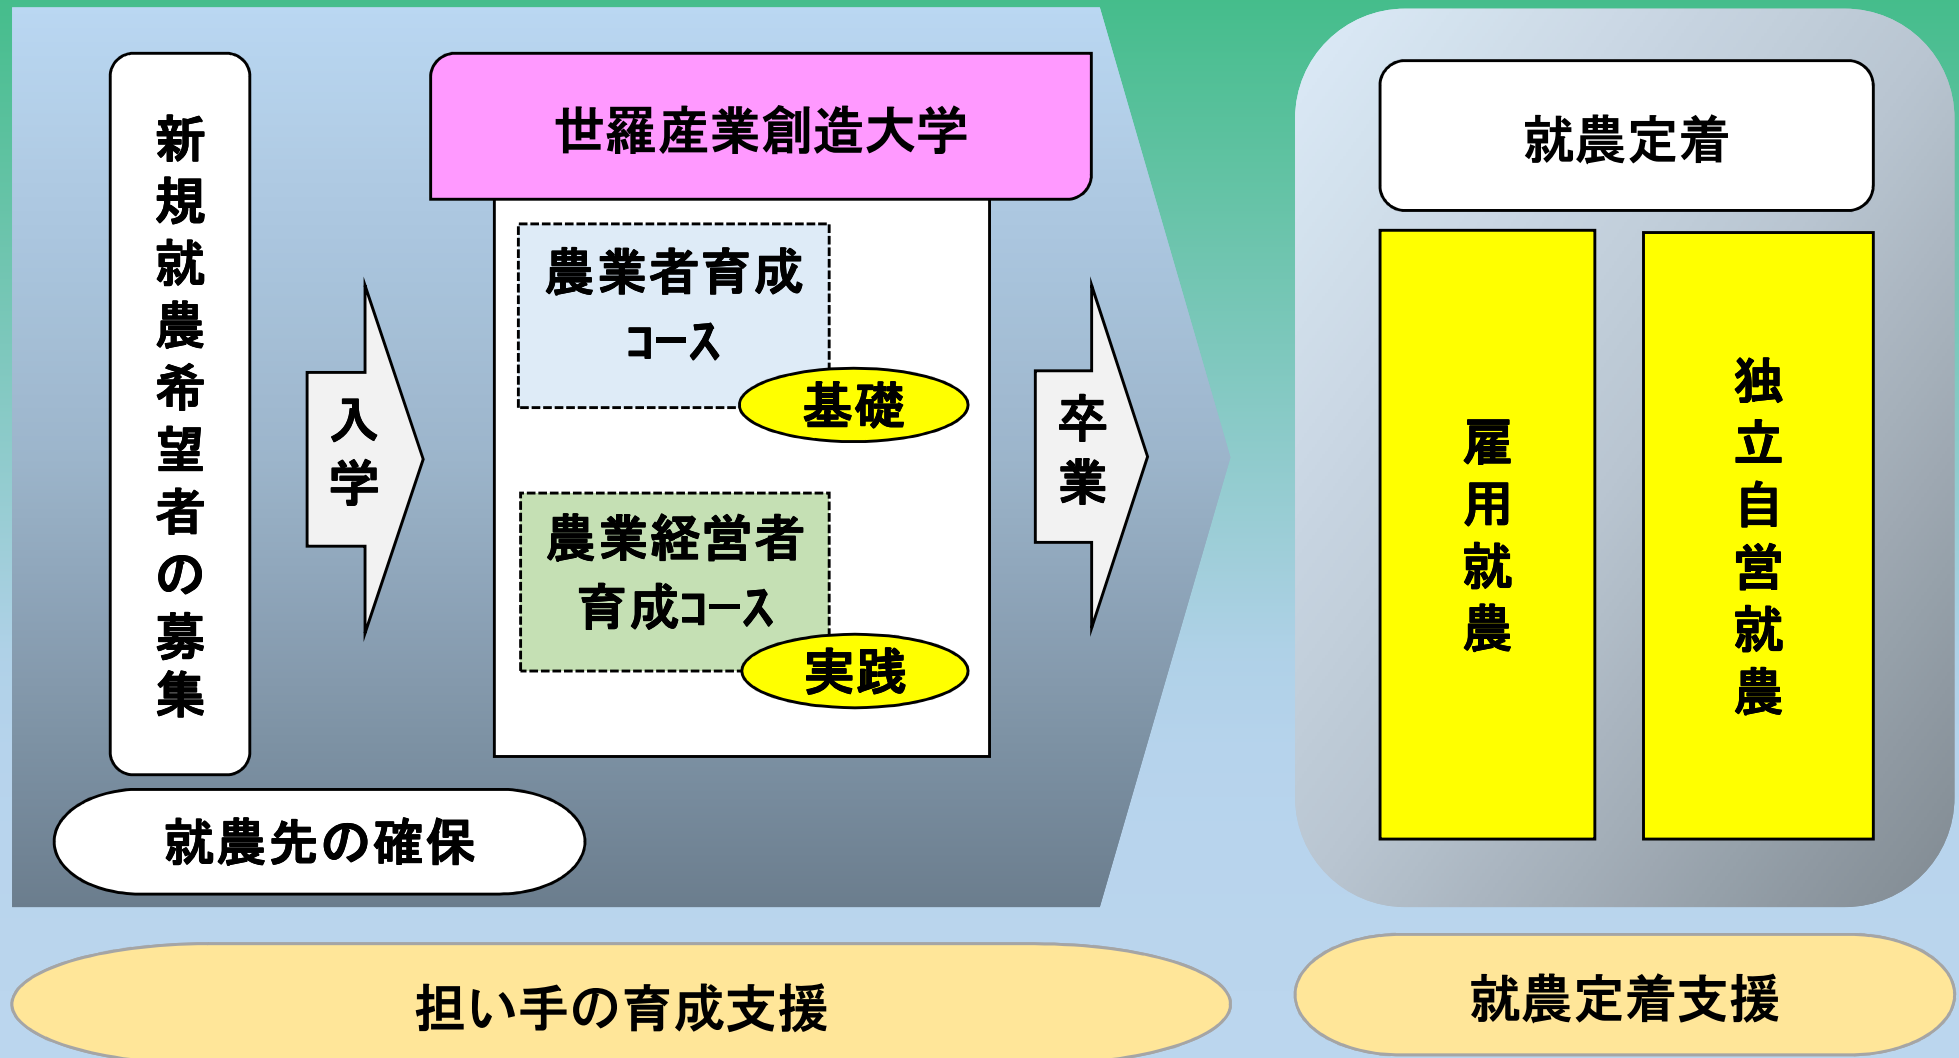 新規就農希望者の募集
入学
世羅産業創造大学
農業者育成
コース
基礎
農業経営者
育成コース
実践
卒業
就農先の確保
担い手の育成支援
就農定着
雇用就農
独立自営就農
就農定着支援